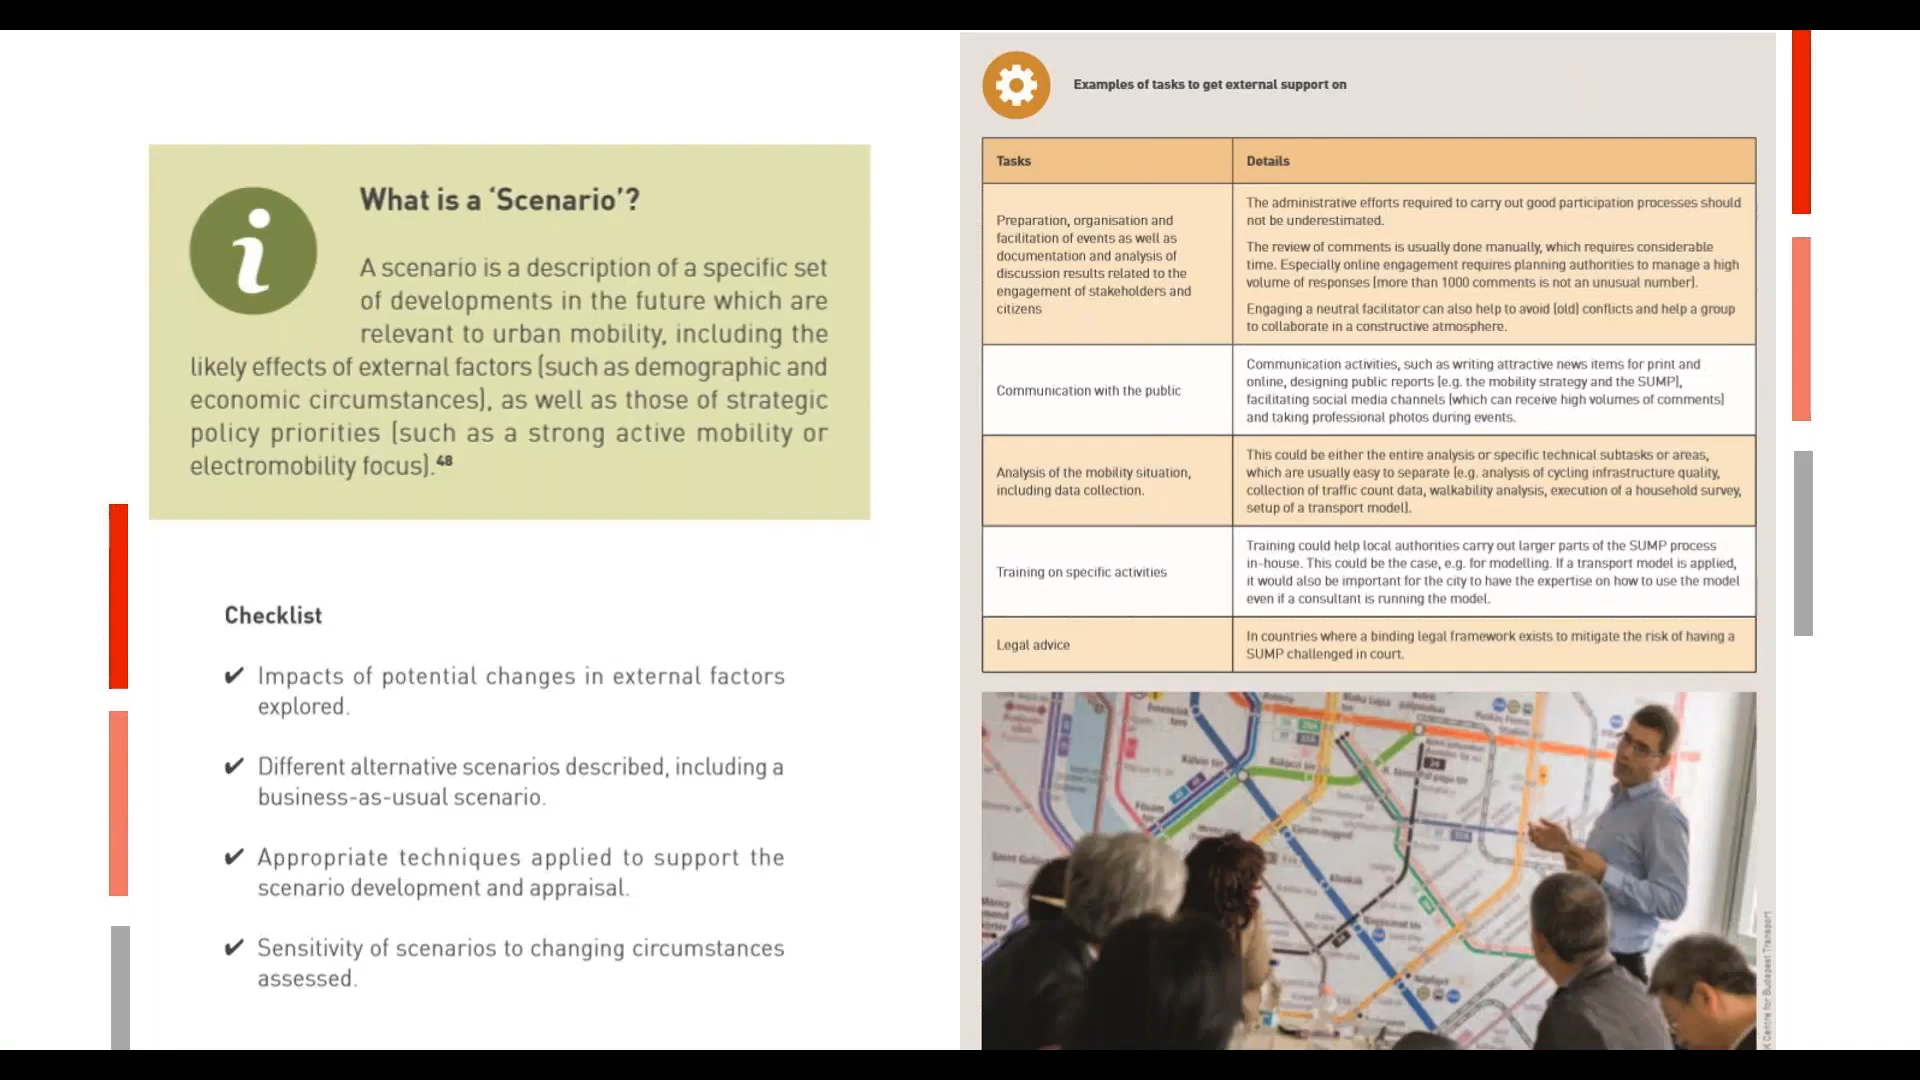 What is a ‘Scenario’?
A scenario is a description of a specific set
of developments in the future which are
relevant to urban mobility, including the
likely effects of external factors (such as demographic and
economic circumstances), as well as those of strategic
policy priorities (such as a strong active mobility or
electromobility focus).48
Checklist
✔ Impacts of potential changes in external factors
explored.
✔ Different alternative scenarios described, including a
business-as-usual scenario.
✔ Appropriate techniques applied to support the
scenario development and appraisal.
✔ Sensitivity of scenarios to changing circumstances
assessed.
Examples of tasks to get external support on
Tasks
Details
Preparation, organisation and
facilitation of events as well as
documentation and analysis of
discussion results related to the
engagement of stakeholders and
citizens
The administrative efforts required to carry out good participation processes should
not be underestimated.
The review of comments is usually done manually, which requires considerable
time. Especially online engagement requires planning authorities to manage a high
volume of responses (more than 1000 comments is not an unusual number).
Engaging a neutral facilitator can also help to avoid (old) conflicts and help a group
to collaborate in a constructive atmosphere.
Communication with the public
Communication activities, such as writing attractive news items for print and
online, designing public reports (e.g. the mobility strategy and the SUMP),
facilitating social media channels (which can receive high volumes of comments)
and taking professional photos during events.
Analysis of the mobility situation,
including data collection.
This could be either the entire analysis or specific technical subtasks or areas,
which are usually easy to separate (e.g. analysis of cycling infrastructure quality,
collection of traffic count data, walkability analysis, execution of a household survey,
setup of a transport model).
Training on specific activities
Training could help local authorities carry out larger parts of the SUMP process
in-house. This could be the case, e.g. for modelling. If a transport model is applied,
it would also be important for the city to have the expertise on how to use the model
even if a consultant is running the model.
Legal advice
In countries where a binding legal framework exists to mitigate the risk of having a
SUMP challenged in court.
Centre for Budapest Transport